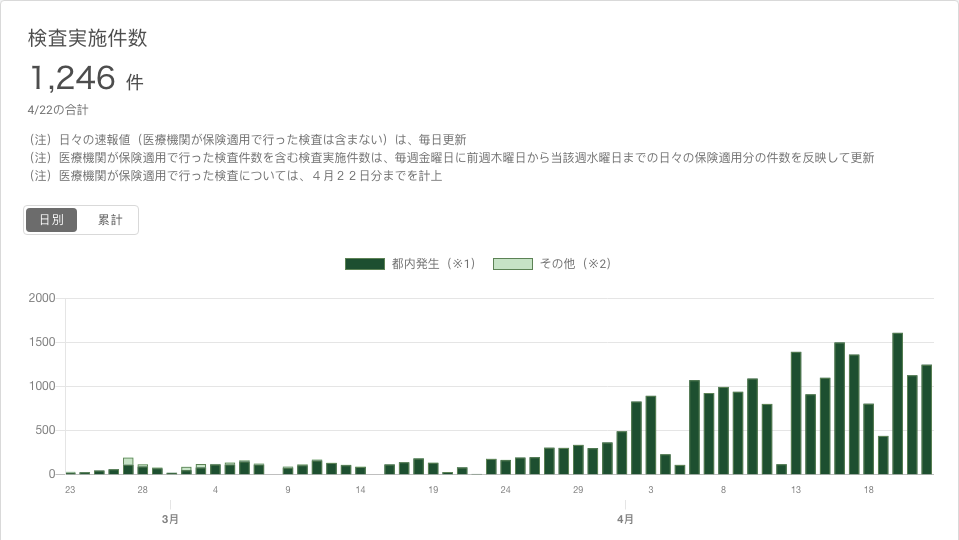 検査実施件数
1,246 件
4/22の合計
（注）日々の速報値（医療機関が保険適用で行った検査は含まない）は、毎日更新
（注）医療機関が保険適用で行った検査件数を含む検査実施件数は、毎週金曜日に前週木曜日から当該週水曜日までの日々の保険適用分の件数を反映して更新
（注）医療機関が保険適用で行った検査については、４月２２日分までを計上
日別 累計
都内発生（※1） その他（※2）
2000
1500
1000
500
0
23 28 4 9 14 19 24 29 3 8 13 18
3月 4月